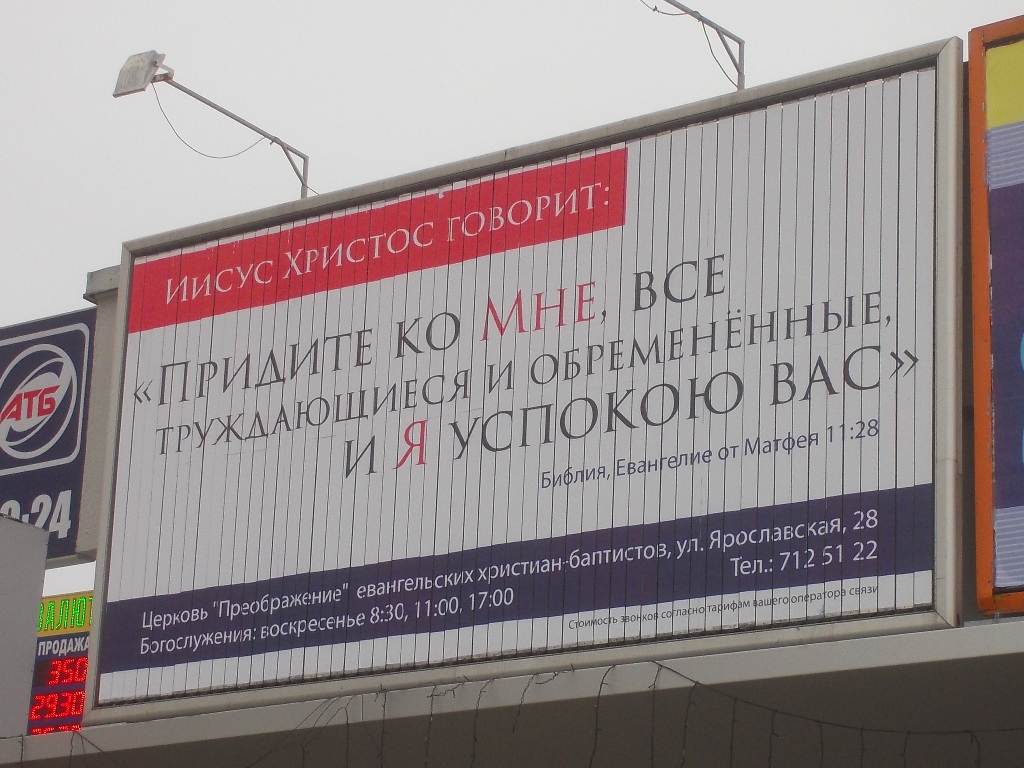 Иисус Христос говорит:
«Придите ко Мне, все
труждающиеся и обременённые,
и Я успокою вас»
Библия, Евангелие от Матфея 11:28
Церковь "Преображение" евангельских христиан-баптистов, ул. Ярославская, 28
Богослужения: воскресенье 8:30, 11:00, 17:00
Тел.: 712 51 22
Стоимость звонков согласно тарифам вашего оператора связи
АТБ
ПРОДАЖА
350
29.30